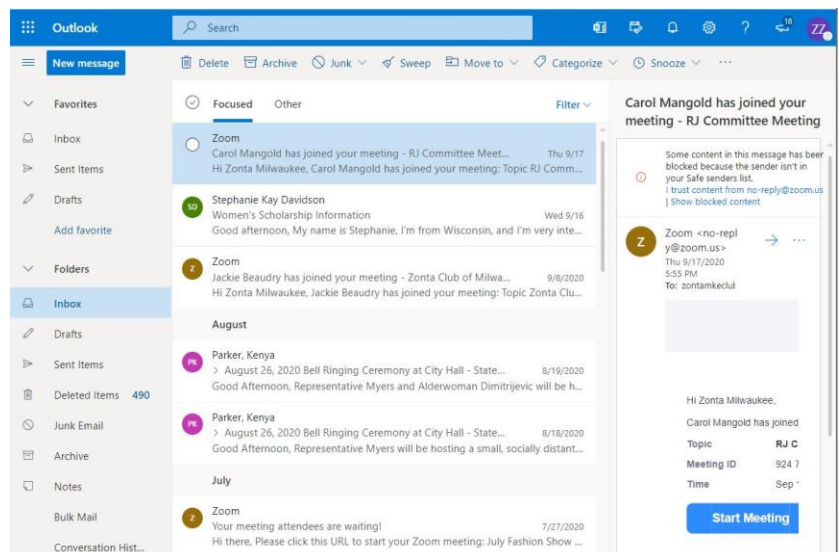 Outlook
Search
18
ZZ
New message
Delete Archive Junk Sweep Move to Categorize Snooze ...
Favorites
Inbox
Sent Items
Drafts
Add favorite
Folders
Inbox
Drafts
Sent Items
Deleted Items 490
Junk Email
Archive
Notes
Bulk Mail
Conversation Hist...
Focused Other Filter
Zoom
Carol Mangold has joined your meeting - RJ Committee Meet... Thu 9/17
Hi Zonta Milwaukee, Carol Mangold has joined your meeting: Topic RJ Comm...
SD
Stephanie Kay Davidson
Women's Scholarship Information Wed 9/16
Good afternoon, My name is Stephanie, I'm from Wisconsin, and I'm very inte...
Z
Zoom
Jackie Beaudry has joined your meeting - Zonta Club of Milwa... 9/8/2020
Hi Zonta Milwaukee, Jackie Beaudry has joined your meeting: Topic Zonta Clu...
August
PK
Parker, Kenya
> August 26, 2020 Bell Ringing Ceremony at City Hall - State... 8/19/2020
Good Afternoon, Representative Myers and Alderwoman Dimitrijevic will be h...
PK
Parker, Kenya
> August 26, 2020 Bell Ringing Ceremony at City Hall - State... 8/18/2020
Good Afternoon, Representative Myers will be hosting a small, socially distant...
July
Z
Zoom
Your meeting attendees are waiting! 7/27/2020
Hi there, Please click this URL to start your Zoom meeting: July Fashion Show ...
Carol Mangold has joined your
meeting - RJ Committee Meeting
Some content in this message has been
blocked because the sender isn't in
your Safe senders list.
I trust content from no-reply@zoom.us
| Show blocked content
Z
Zoom <no-repl
y@zoom.us>
Thu 9/17/2020
5:55 PM
To: zontamkeclul
Hi Zonta Milwaukee,
Carol Mangold has joined
Topic RJ C
Meeting ID 924 7
Time Sep
Start Meeting